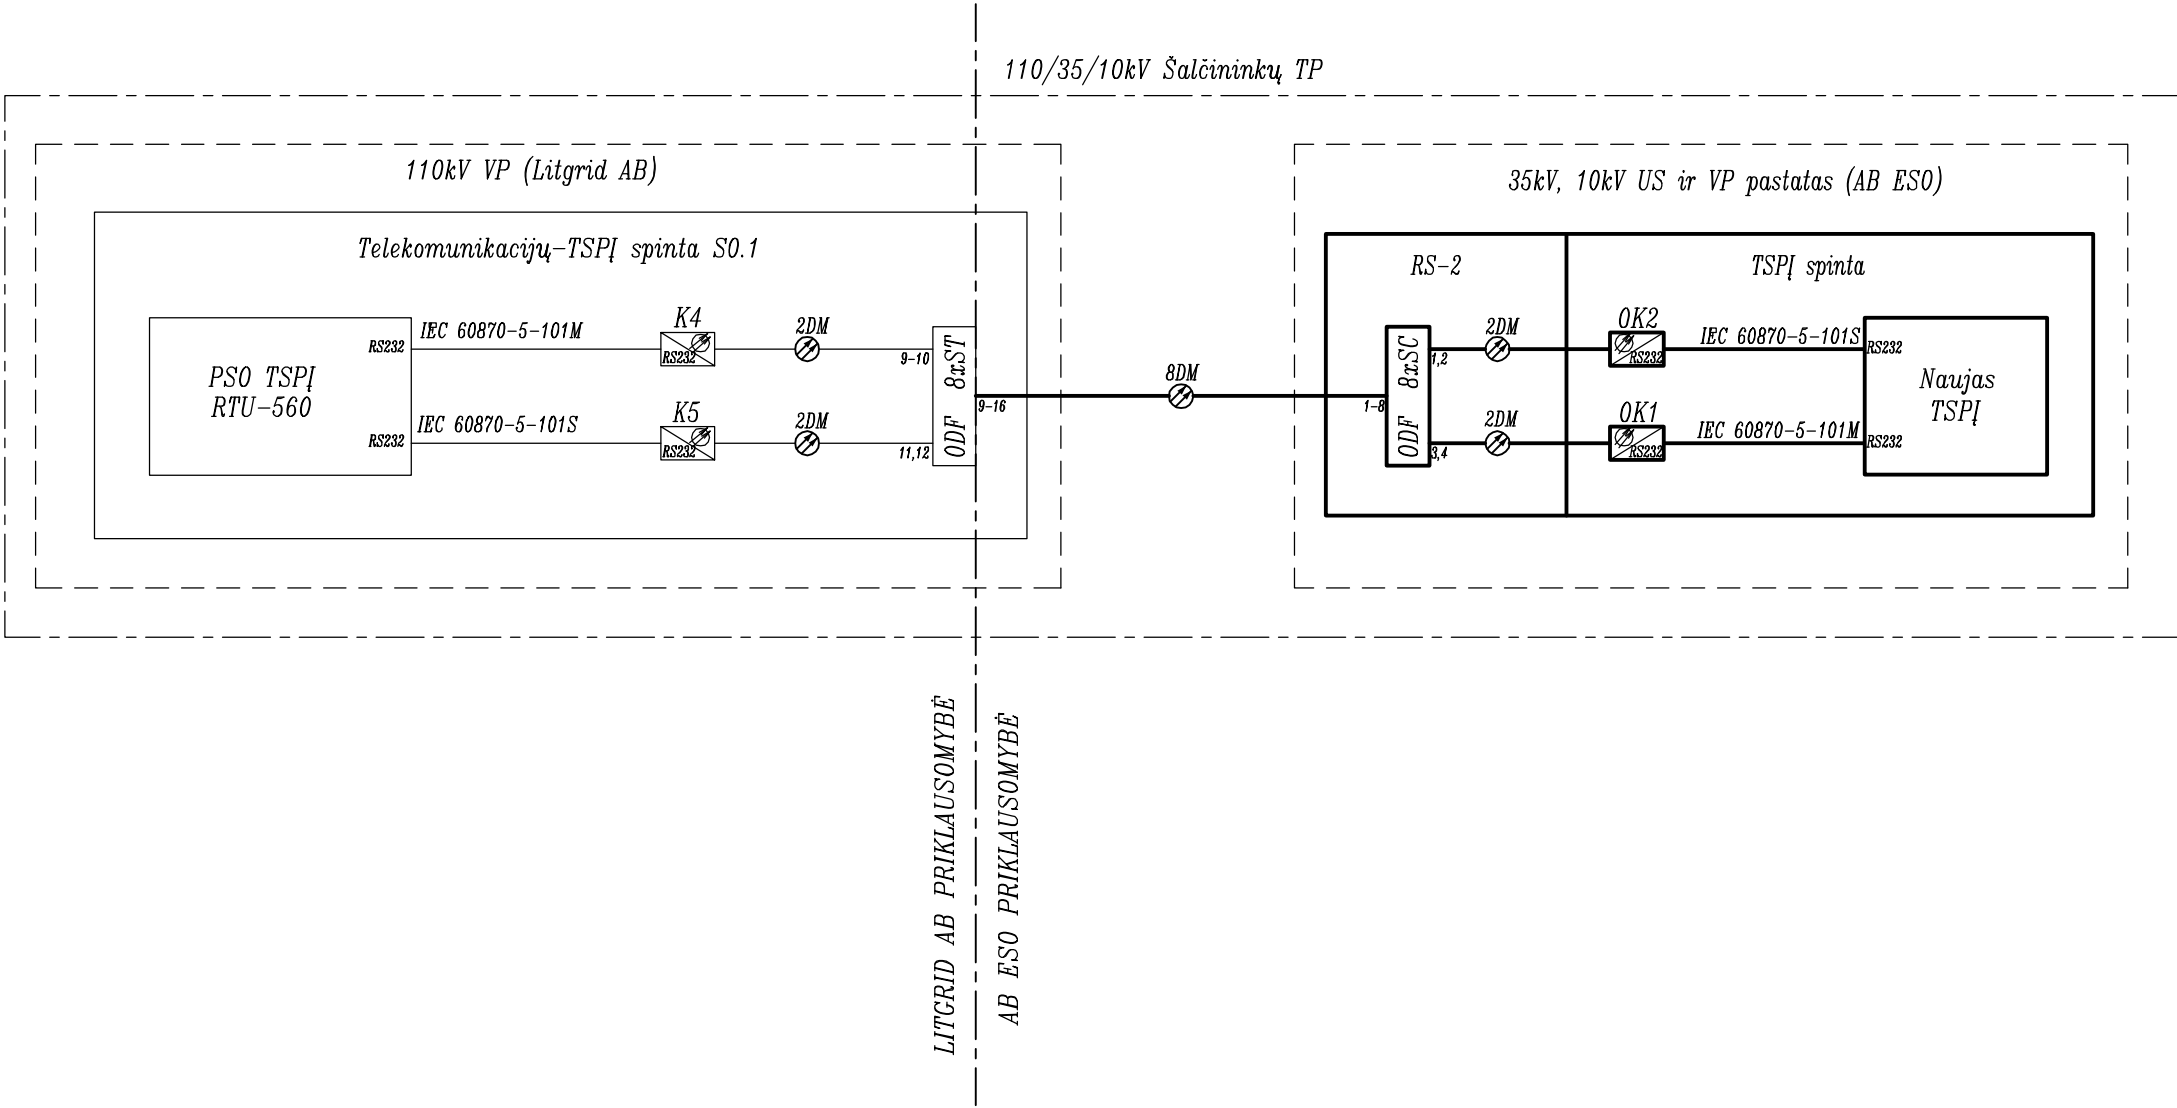 110/35/10kV Šalčininkų TP
110kV VP (Litgrid AB)
Telekomunikacijų-TSPĮ spinta S0.1
PSO TSPĮ
RTU-560
RS232
IEC 60870-5-101M
K4
RS232
2DM
9-10
RS232
IEC 60870-5-101S
K5
RS232
2DM
11,12
ODF 8xST
9-16
8DM
35kV, 10kV US ir VP pastatas (AB ESO)
RS-2
TSPĮ spinta
1-8
ODF 8xSC
1,2
2DM
OK2
RS232
IEC 60870-5-101S
RS232
3,4
2DM
OK1
RS232
IEC 60870-5-101M
RS232
Naujas
TSPĮ
LITGRID AB PRIKLAUSOMYBĖ
AB ESO PRIKLAUSOMYBĖ